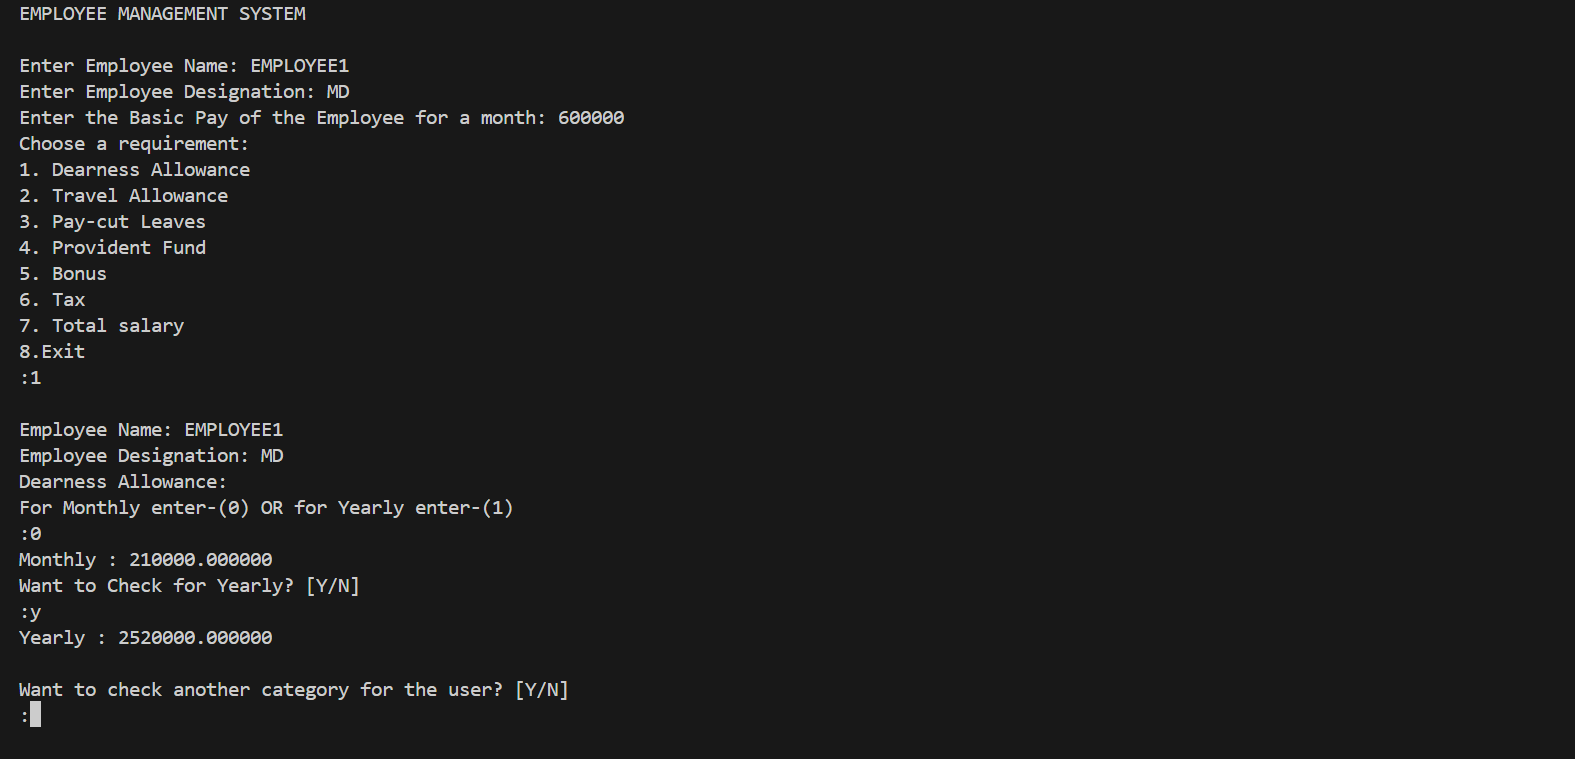 EMPLOYEE MANAGEMENT SYSTEM
Enter Employee Name: EMPLOYEE1
Enter Employee Designation: MD
Enter the Basic Pay of the Employee for a month: 600000
Choose a requirement:
1. Dearness Allowance
2. Travel Allowance
3. Pay-cut Leaves
4. Provident Fund
5. Bonus
6. Tax
7. Total salary
8.Exit
:1
Employee Name: EMPLOYEE1
Employee Designation: MD
Dearness Allowance:
For Monthly enter-(0) OR for Yearly enter-(1)
:0
Monthly : 210000.000000
Want to Check for Yearly? [Y/N]
:y
Yearly : 2520000.000000
Want to check another category for the user? [Y/N]
: